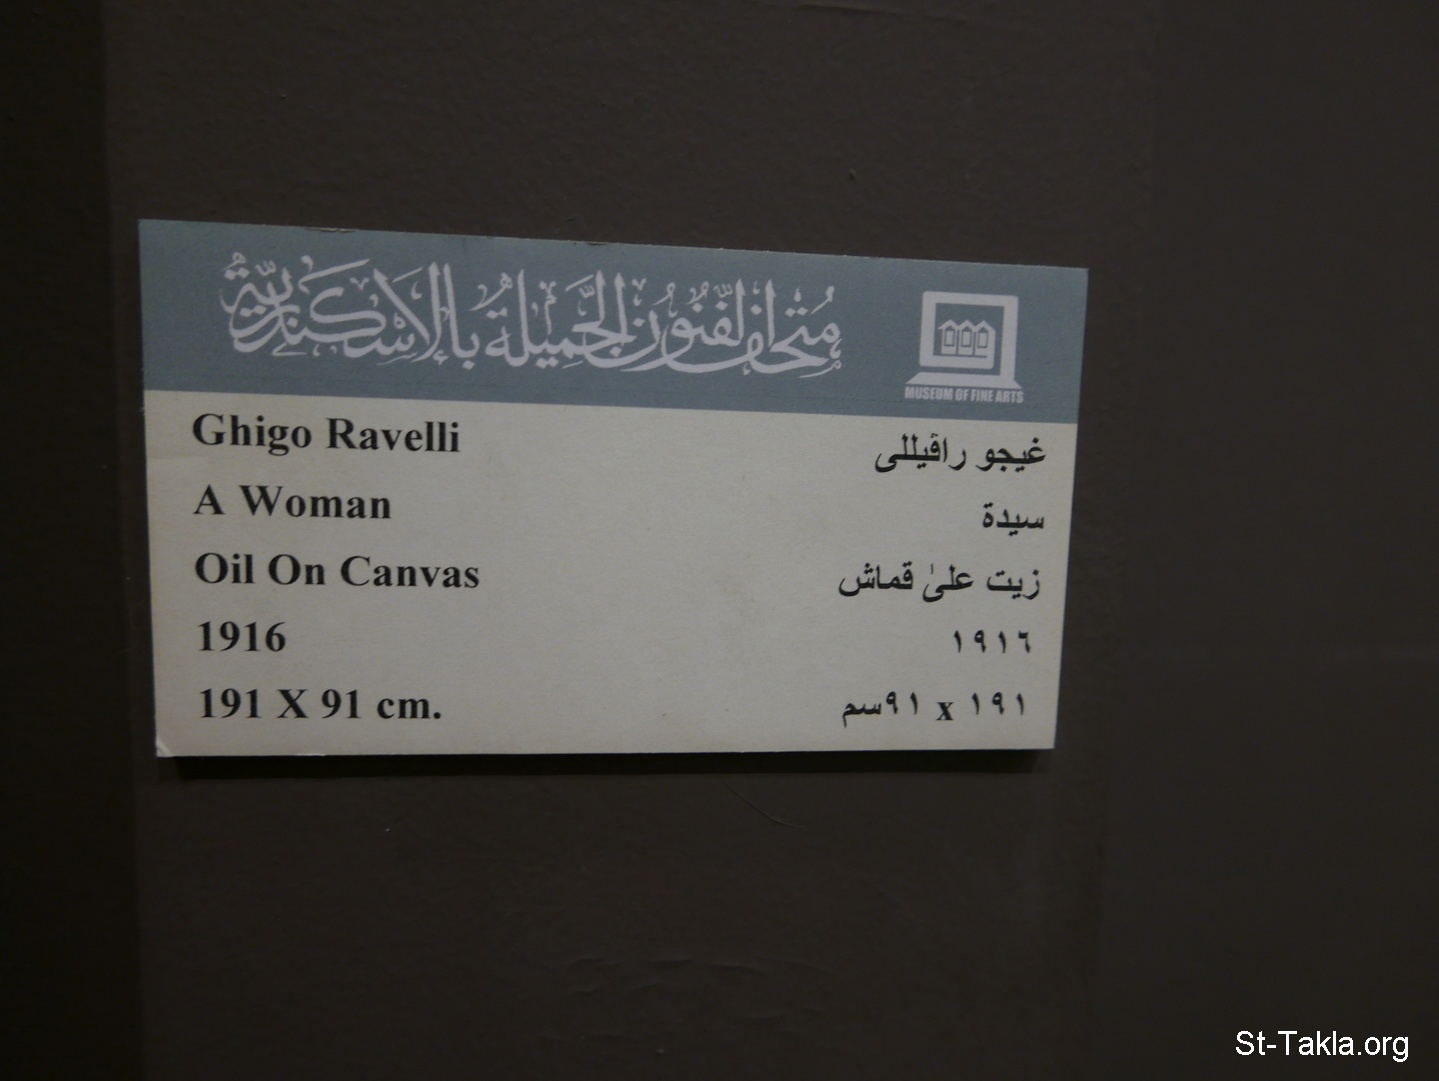 متحف الفنون الجميلة بالإسكندرية
MUSEUM OF FINE ARTS
Ghigo Ravelli
غيجو راڤيللى
A Woman
سيدة
Oil On Canvas
زيت علىٰ قماش
1916
١٩١٦
191 X 91 cm.
١٩١ x ٩١سم
St-Takla.org